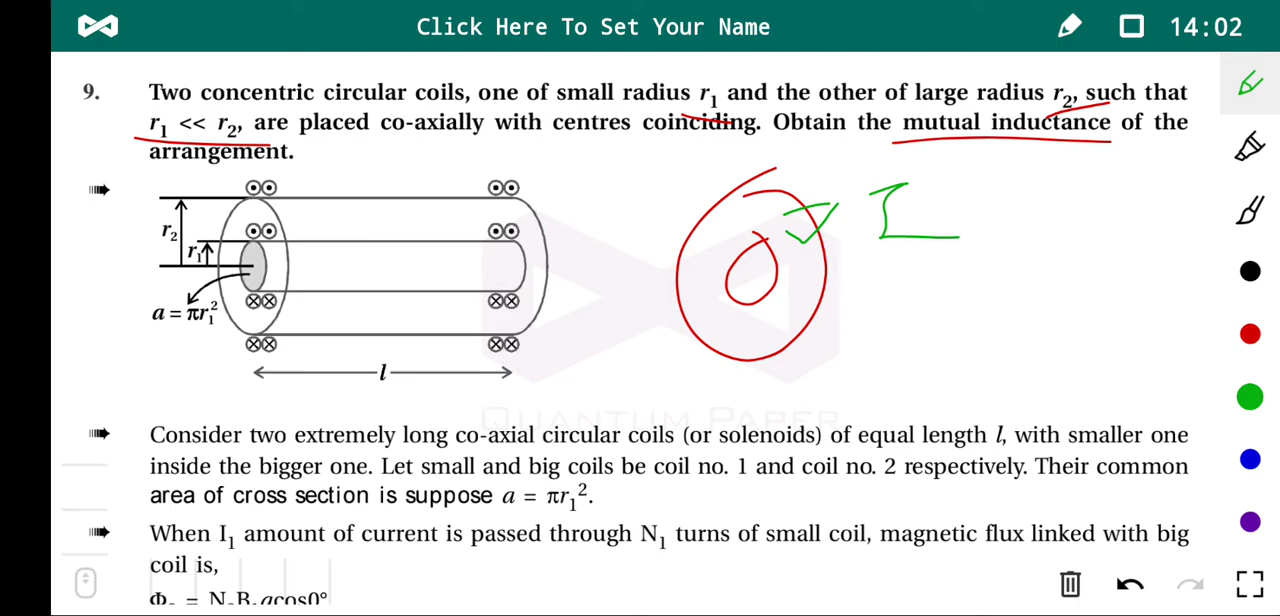 Click Here To Set Your Name
14:02
9. Two concentric circular coils, one of small radius r₁ and the other of large radius r₂, such that
r₁ << r₂, are placed co-axially with centres coinciding. Obtain the mutual inductance of the
arrangement.
r₂
r₁
a = πr₁²
l
I
QUANTUM PAPER
Consider two extremely long co-axial circular coils (or solenoids) of equal length l, with smaller one
inside the bigger one. Let small and big coils be coil no. 1 and coil no. 2 respectively. Their common
area of cross section is suppose a = πr₁².
When I₁ amount of current is passed through N₁ turns of small coil, magnetic flux linked with big
coil is,